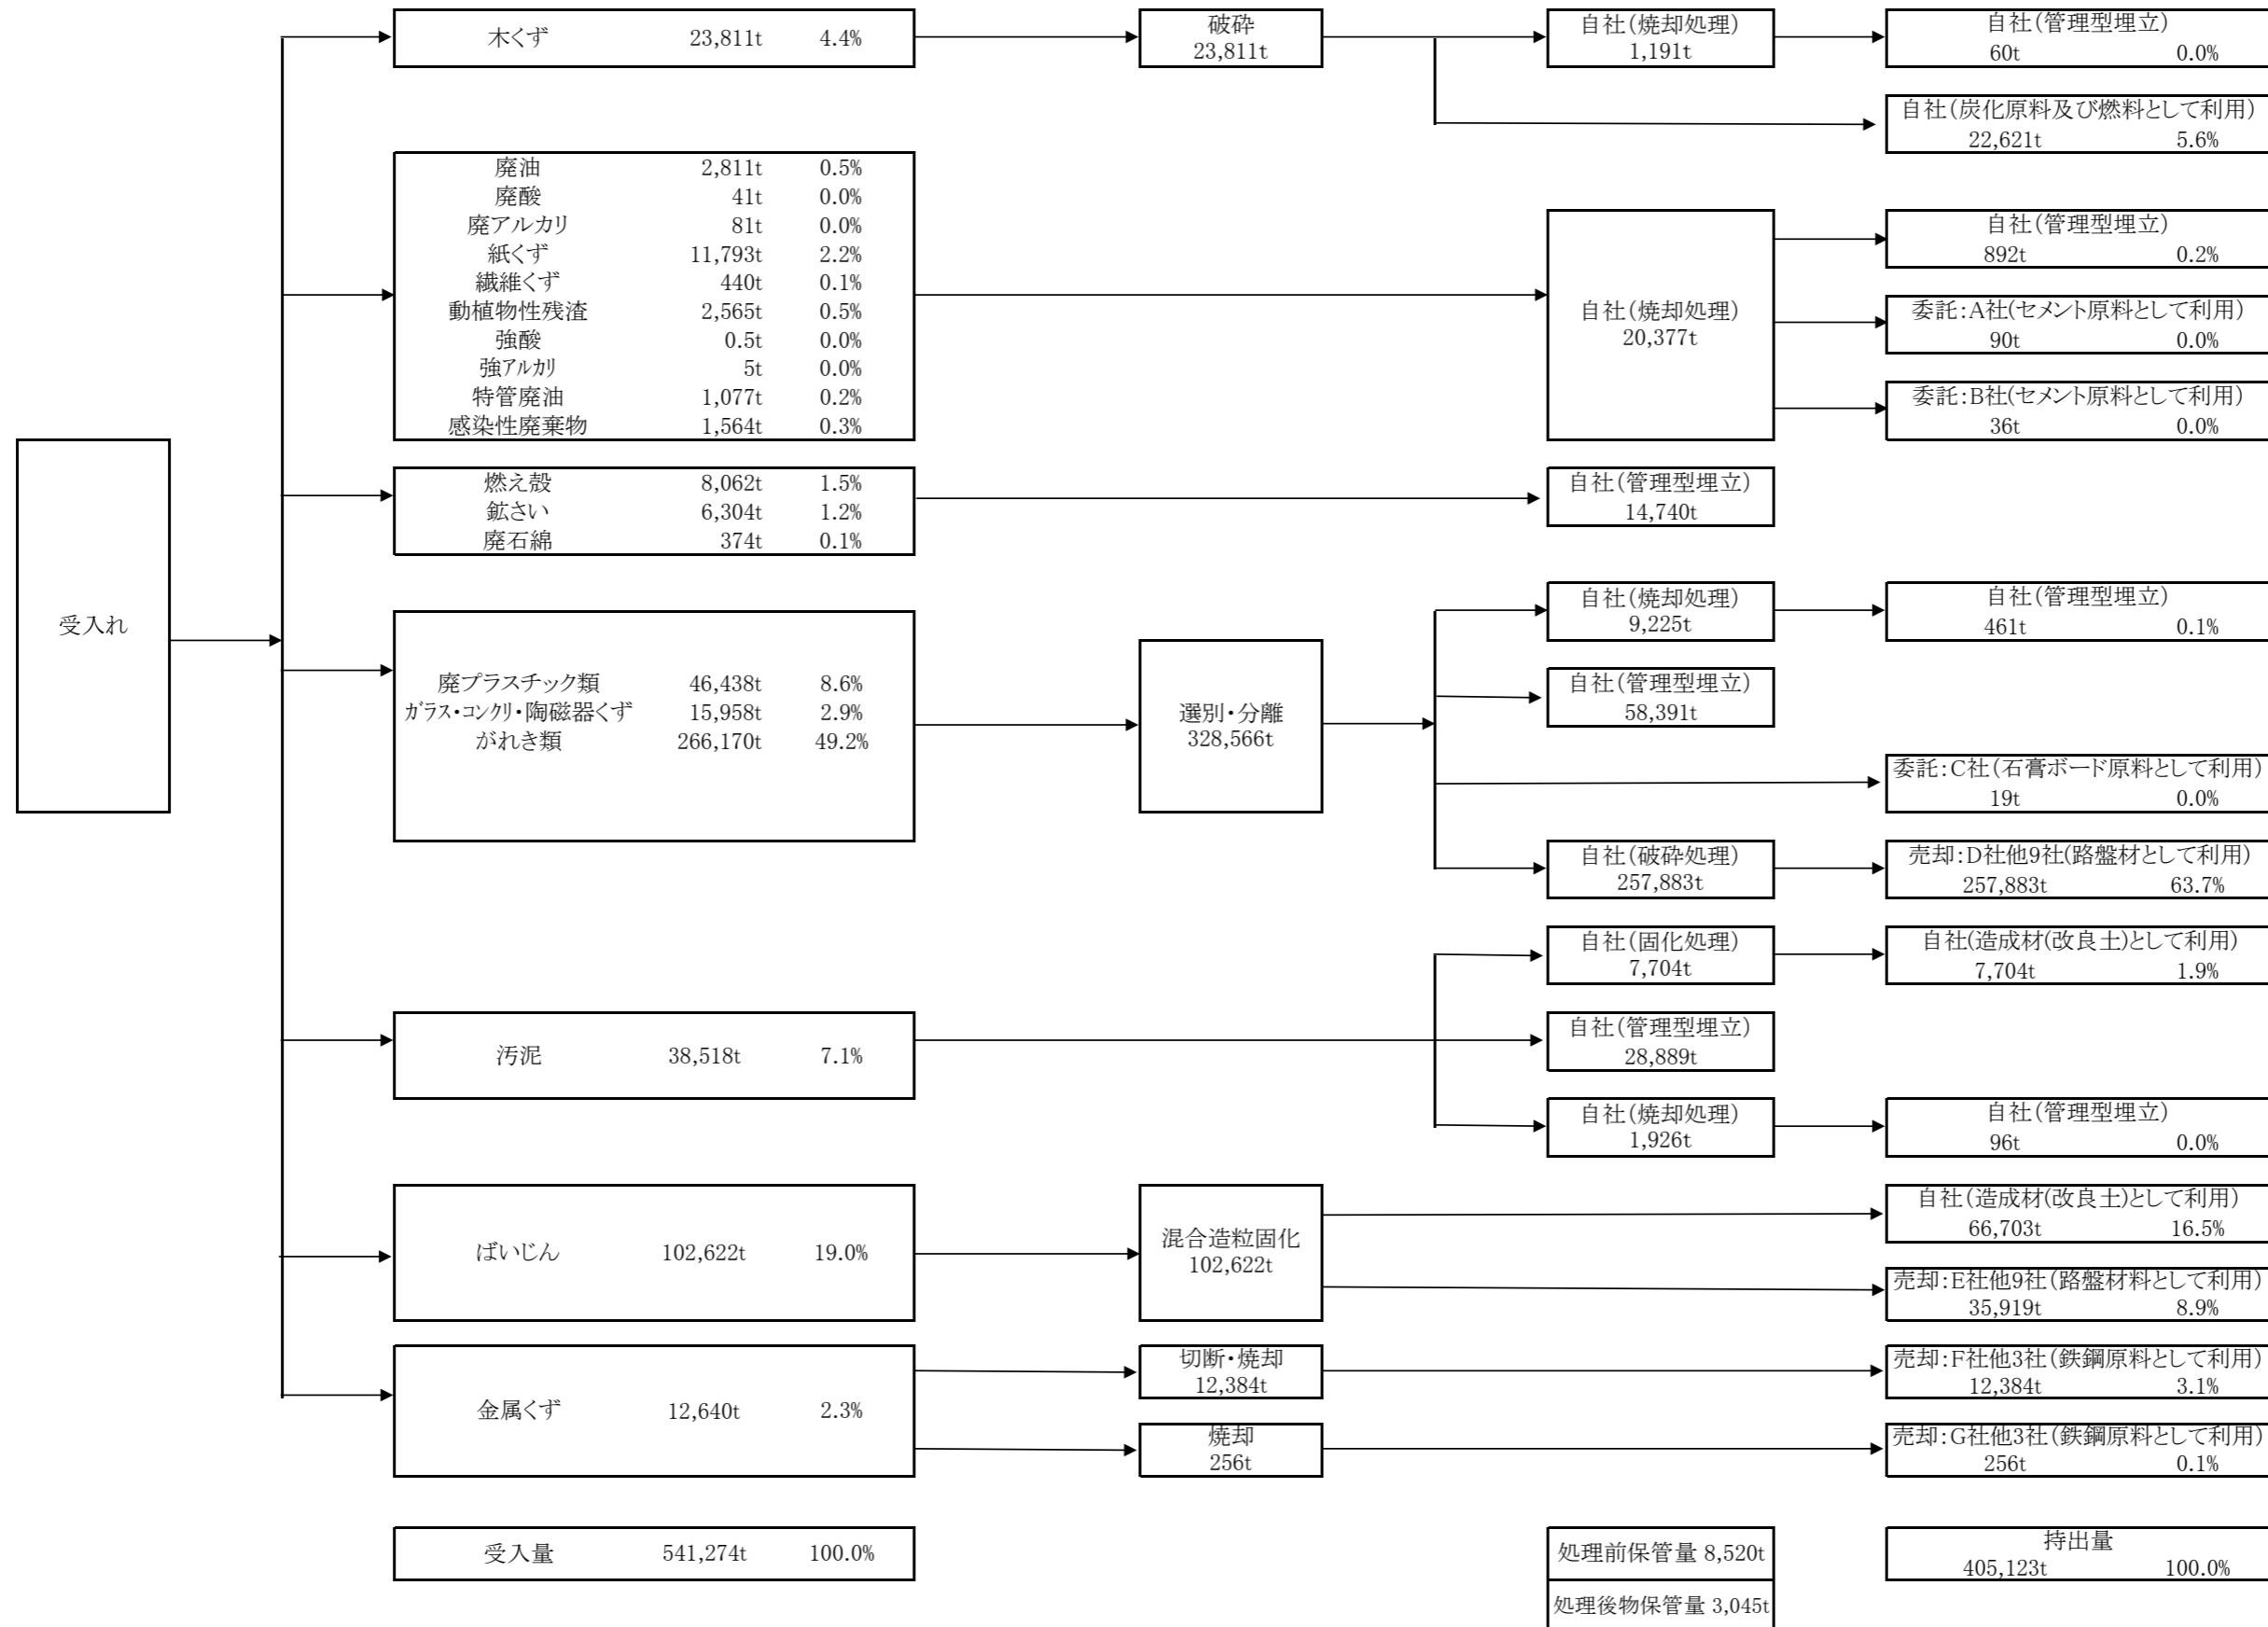 木くず 23,811t 4.4%
破砕
23,811t
自社(焼却処理)
1,191t
自社(管理型埋立)
60t 0.0%
自社(炭化原料及び燃料として利用)
22,621t 5.6%
廃油 2,811t 0.5%
廃酸 41t 0.0%
廃アルカリ 81t 0.0%
紙くず 11,793t 2.2%
繊維くず 440t 0.1%
動植物性残渣 2,565t 0.5%
強酸 0.5t 0.0%
強アルカリ 5t 0.0%
特管廃油 1,077t 0.2%
感染性廃棄物 1,564t 0.3%
自社(焼却処理)
20,377t
自社(管理型埋立)
892t 0.2%
委託:A社(セメント原料として利用)
90t 0.0%
委託:B社(セメント原料として利用)
36t 0.0%
受入れ
燃え殻 8,062t 1.5%
鉱さい 6,304t 1.2%
廃石綿 374t 0.1%
自社(管理型埋立)
14,740t
廃プラスチック類 46,438t 8.6%
ガラス・コンクリ・陶磁器くず 15,958t 2.9%
がれき類 266,170t 49.2%
選別・分離
328,566t
自社(焼却処理)
9,225t
自社(管理型埋立)
461t 0.1%
自社(管理型埋立)
58,391t
委託:C社(石膏ボード原料として利用)
19t 0.0%
自社(破砕処理)
257,883t
売却:D社他9社(路盤材として利用)
257,883t 63.7%
汚泥 38,518t 7.1%
自社(固化処理)
7,704t
自社(造成材(改良土)として利用)
7,704t 1.9%
自社(管理型埋立)
28,889t
自社(焼却処理)
1,926t
自社(管理型埋立)
96t 0.0%
ばいじん 102,622t 19.0%
混合造粒固化
102,622t
自社(造成材(改良土)として利用)
66,703t 16.5%
売却:E社他9社(路盤材料として利用)
35,919t 8.9%
金属くず 12,640t 2.3%
切断・焼却
12,384t
売却:F社他3社(鉄鋼原料として利用)
12,384t 3.1%
焼却
256t
売却:G社他3社(鉄鋼原料として利用)
256t 0.1%
受入量 541,274t 100.0%
処理前保管量 8,520t
処理後物保管量 3,045t
持出量
405,123t 100.0%